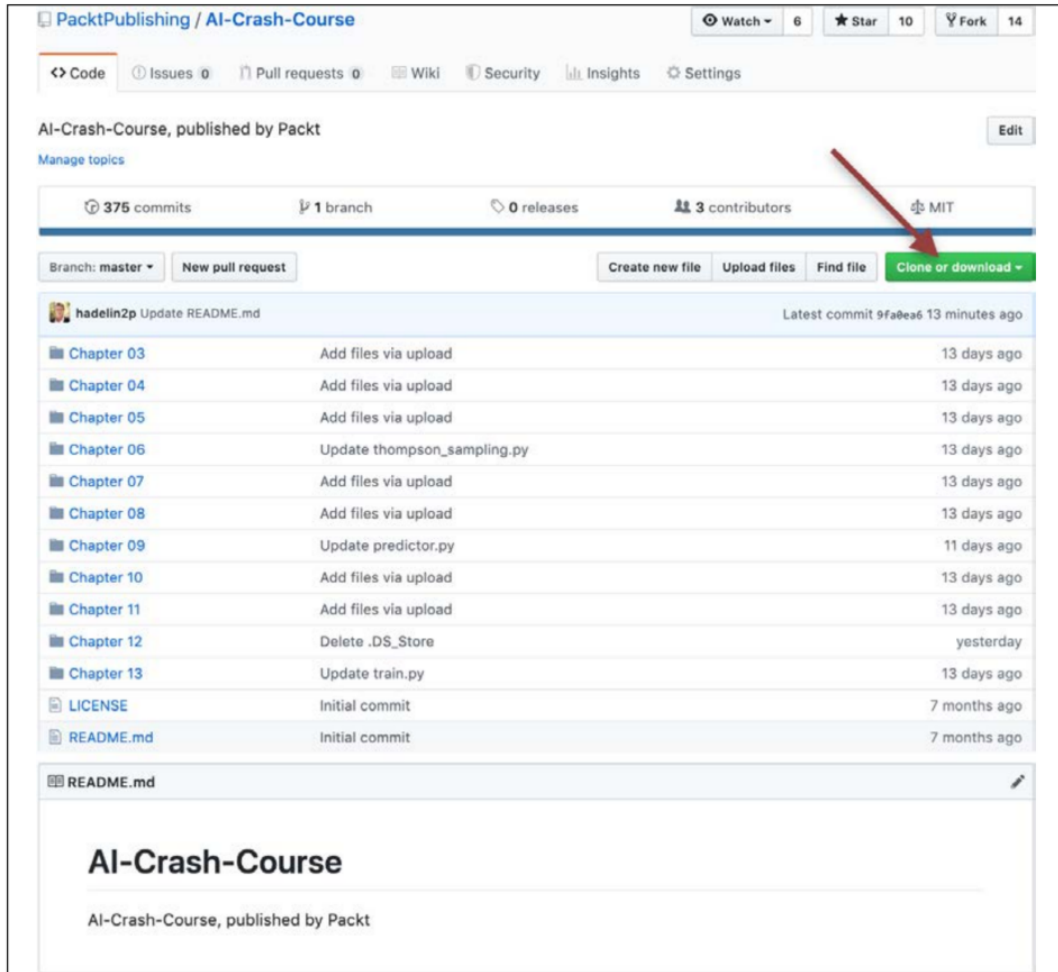 PacktPublishing / AI-Crash-Course Watch 6 Star 10 Fork 14
Code Issues 0 Pull requests 0 Wiki Security Insights Settings
AI-Crash-Course, published by Packt Edit
Manage topics
375 commits 1 branch 0 releases 3 contributors MIT
Branch: master New pull request Create new file Upload files Find file Clone or download
hadelin2p Update README.md Latest commit 9fa0ea6 13 minutes ago
Chapter 03 Add files via upload 13 days ago
Chapter 04 Add files via upload 13 days ago
Chapter 05 Add files via upload 13 days ago
Chapter 06 Update thompson_sampling.py 13 days ago
Chapter 07 Add files via upload 13 days ago
Chapter 08 Add files via upload 13 days ago
Chapter 09 Update predictor.py 11 days ago
Chapter 10 Add files via upload 13 days ago
Chapter 11 Add files via upload 13 days ago
Chapter 12 Delete .DS_Store yesterday
Chapter 13 Update train.py 13 days ago
LICENSE Initial commit 7 months ago
README.md Initial commit 7 months ago
README.md
AI-Crash-Course
AI-Crash-Course, published by Packt